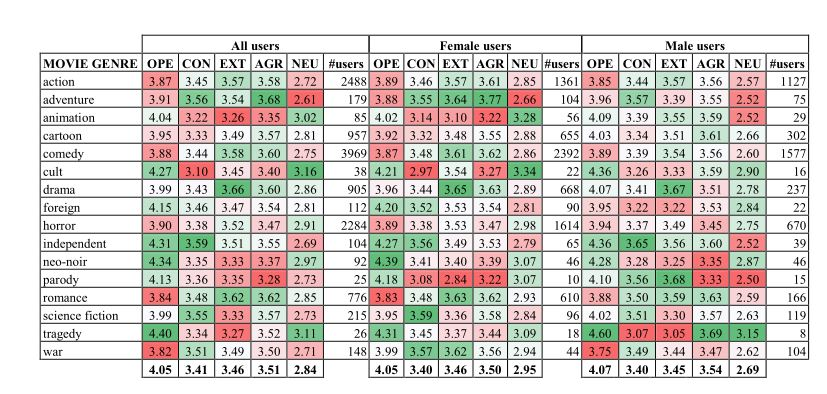 All users Female users Male users
MOVIE GENRE OPE CON EXT AGR NEU #users OPE CON EXT AGR NEU #users OPE CON EXT AGR NEU #users
action 3.87 3.45 3.57 3.58 2.72 2488 3.89 3.46 3.57 3.61 2.85 1361 3.85 3.44 3.57 3.56 2.57 1127
adventure 3.91 3.56 3.54 3.68 2.61 179 3.88 3.55 3.64 3.77 2.66 104 3.96 3.57 3.39 3.55 2.52 75
animation 4.04 3.22 3.26 3.35 3.02 85 4.02 3.14 3.10 3.22 3.28 56 4.09 3.39 3.55 3.59 2.52 29
cartoon 3.95 3.33 3.49 3.57 2.81 957 3.92 3.32 3.48 3.55 2.88 655 4.03 3.34 3.51 3.61 2.66 302
comedy 3.88 3.44 3.58 3.60 2.75 3969 3.87 3.48 3.61 3.62 2.86 2392 3.89 3.39 3.54 3.56 2.60 1577
cult 4.27 3.10 3.45 3.40 3.16 38 4.21 2.97 3.54 3.27 3.34 22 4.36 3.26 3.33 3.59 2.90 16
drama 3.99 3.43 3.66 3.60 2.86 905 3.96 3.44 3.65 3.63 2.89 668 4.07 3.41 3.67 3.51 2.78 237
foreign 4.15 3.46 3.47 3.54 2.81 112 4.20 3.52 3.53 3.54 2.81 90 3.95 3.22 3.22 3.53 2.84 22
horror 3.90 3.38 3.52 3.47 2.91 2284 3.89 3.38 3.53 3.47 2.98 1614 3.94 3.37 3.49 3.45 2.75 670
independent 4.31 3.59 3.51 3.55 2.69 104 4.27 3.56 3.49 3.53 2.79 65 4.36 3.65 3.56 3.60 2.52 39
neo-noir 4.34 3.35 3.33 3.37 2.97 92 4.39 3.41 3.40 3.39 3.07 46 4.28 3.28 3.25 3.35 2.87 46
parody 4.13 3.36 3.35 3.28 2.73 25 4.18 3.08 2.84 3.22 3.07 10 4.10 3.56 3.68 3.33 2.50 15
romance 3.84 3.48 3.62 3.62 2.85 776 3.83 3.48 3.63 3.62 2.93 610 3.88 3.50 3.59 3.63 2.59 166
science fiction 3.99 3.55 3.33 3.57 2.73 215 3.95 3.59 3.36 3.58 2.84 96 4.02 3.51 3.30 3.57 2.63 119
tragedy 4.40 3.34 3.27 3.52 3.11 26 4.31 3.45 3.37 3.44 3.09 18 4.60 3.07 3.05 3.69 3.15 8
war 3.82 3.51 3.49 3.50 2.71 148 3.99 3.57 3.62 3.56 2.94 44 3.75 3.49 3.44 3.47 2.62 104
4.05 3.41 3.46 3.51 2.84 4.05 3.40 3.46 3.50 2.95 4.07 3.40 3.45 3.54 2.69